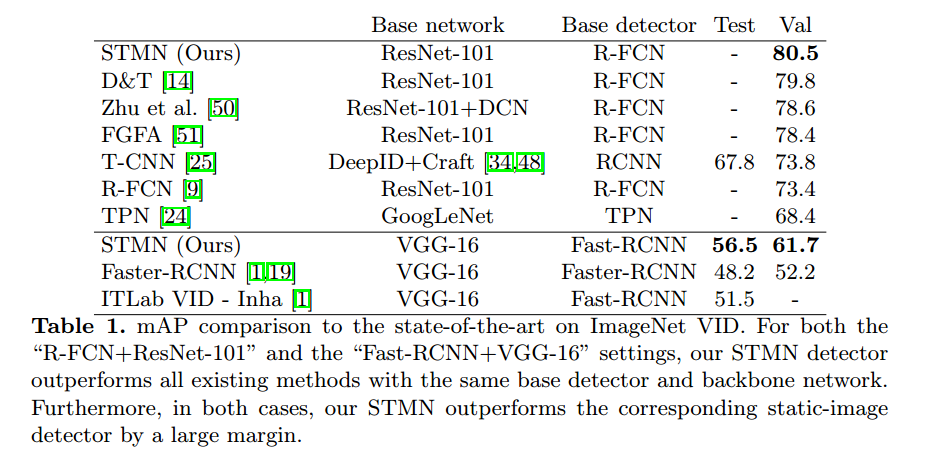 Base network Base detector Test Val
STMN (Ours) ResNet-101 R-FCN - 80.5
D&T [14] ResNet-101 R-FCN - 79.8
Zhu et al. [50] ResNet-101+DCN R-FCN - 78.6
FGFA [51] ResNet-101 R-FCN - 78.4
T-CNN [25] DeepID+Craft [34,48] RCNN 67.8 73.8
R-FCN [9] ResNet-101 R-FCN - 73.4
TPN [24] GoogLeNet TPN - 68.4
STMN (Ours) VGG-16 Fast-RCNN 56.5 61.7
Faster-RCNN [1,19] VGG-16 Faster-RCNN 48.2 52.2
ITLab VID - Inha [1] VGG-16 Fast-RCNN 51.5 -
Table 1. mAP comparison to the state-of-the-art on ImageNet VID. For both the
“R-FCN+ResNet-101” and the “Fast-RCNN+VGG-16” settings, our STMN detector
outperforms all existing methods with the same base detector and backbone network.
Furthermore, in both cases, our STMN outperforms the corresponding static-image
detector by a large margin.